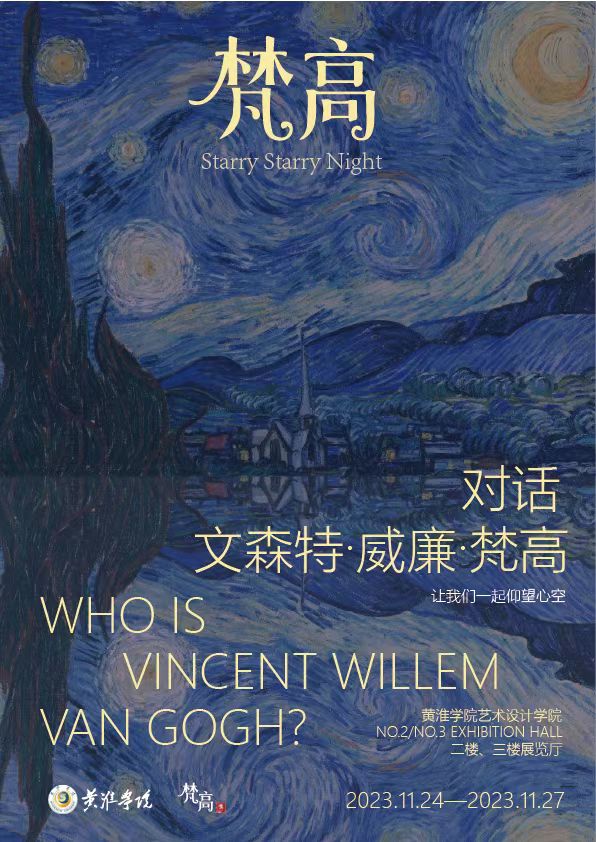 梵高
Starry Starry Night
对话
文森特·威廉·梵高
让我们一起仰望心空
WHO IS
VINCENT WILLEM
VAN GOGH?
黄淮学院艺术设计学院
NO.2/NO.3 EXHIBITION HALL
二楼、三楼展览厅
黄淮学院
梵高
2023.11.24—2023.11.27